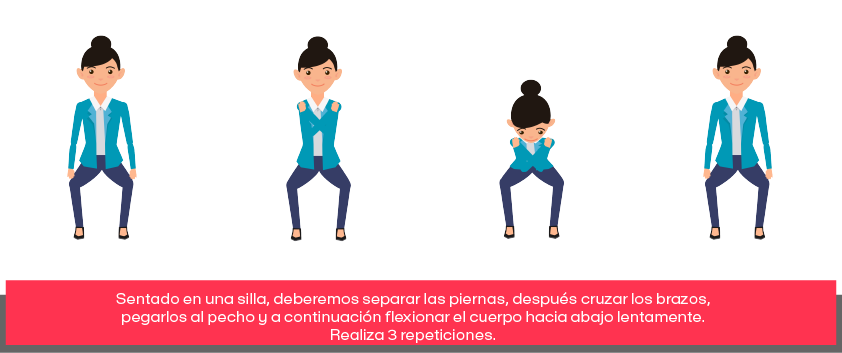 Sentado en una silla, deberemos separar las piernas, después cruzar los brazos,
pegarlos al pecho y a continuación flexionar el cuerpo hacia abajo lentamente.
Realiza 3 repeticiones.